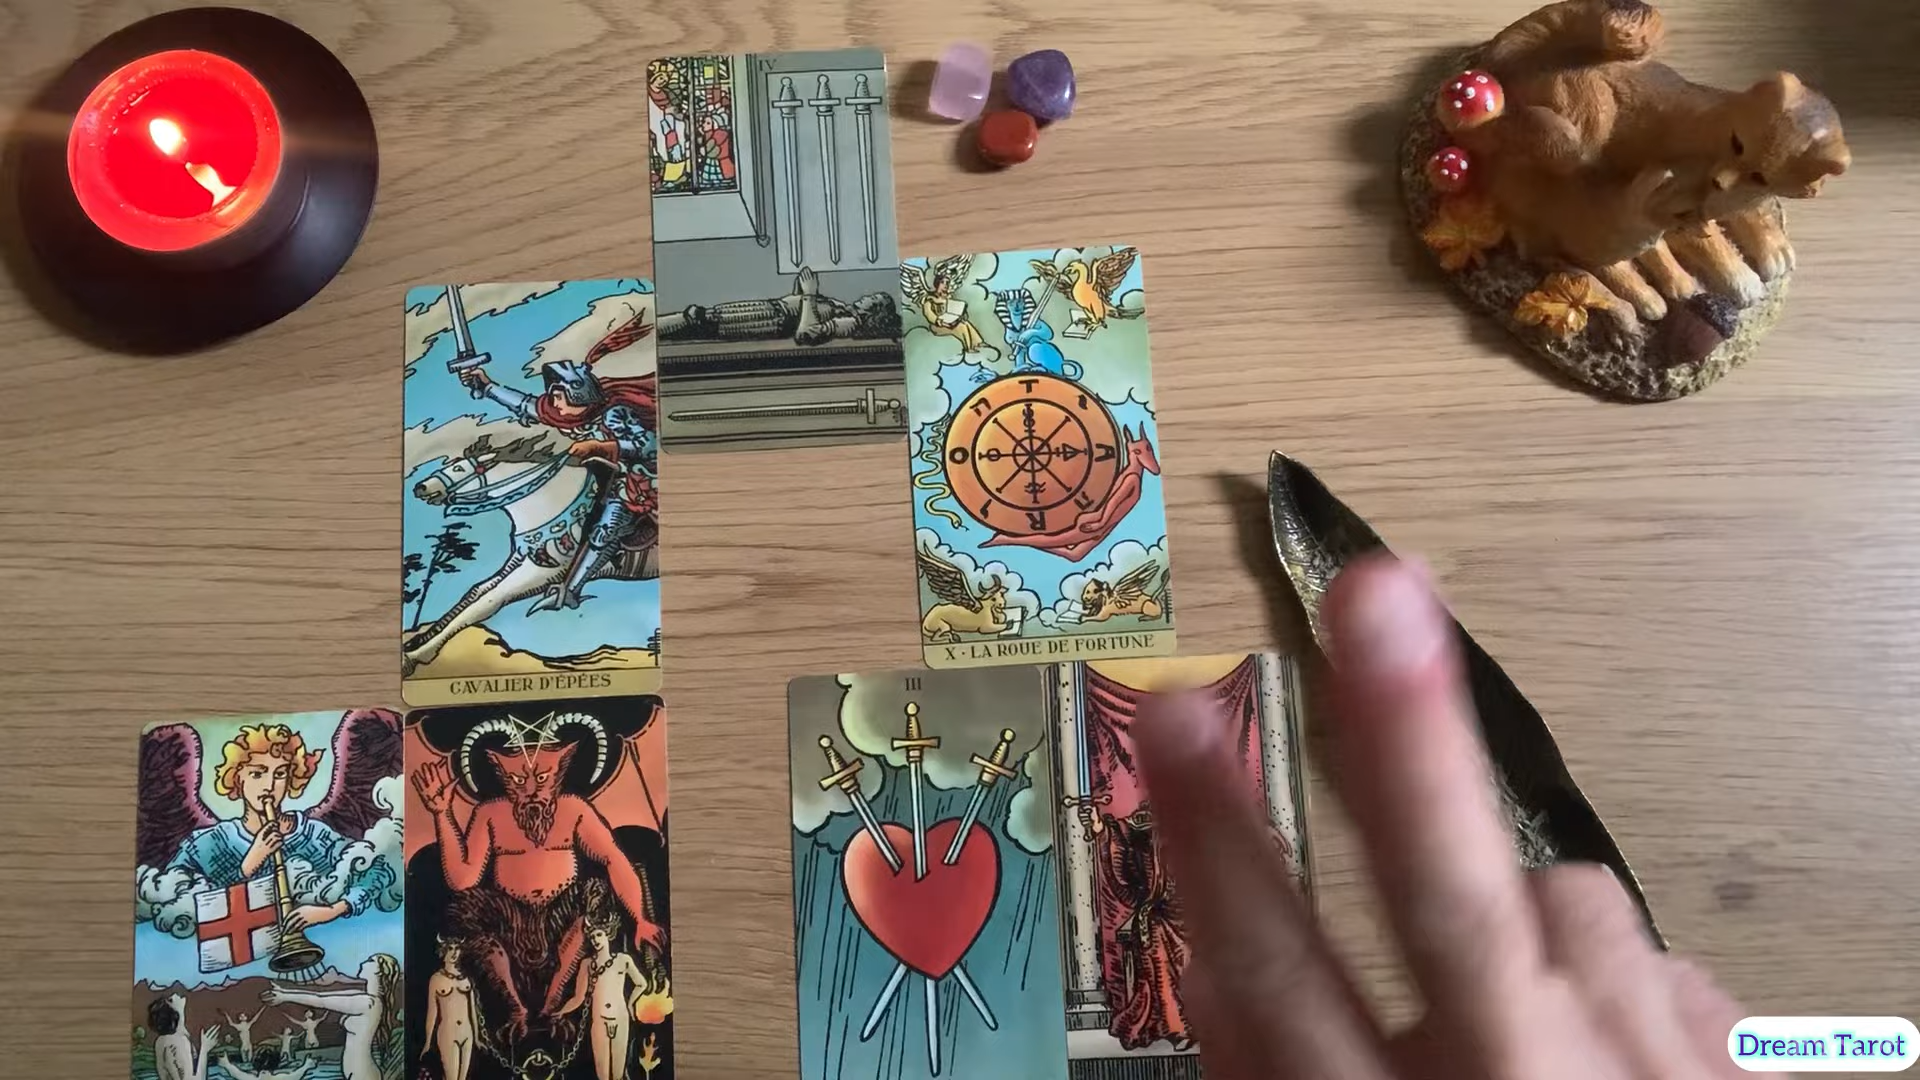 IV
CAVALIER D'ÉPÉES
X · LA ROUE DE FORTUNE
III
Dream Tarot